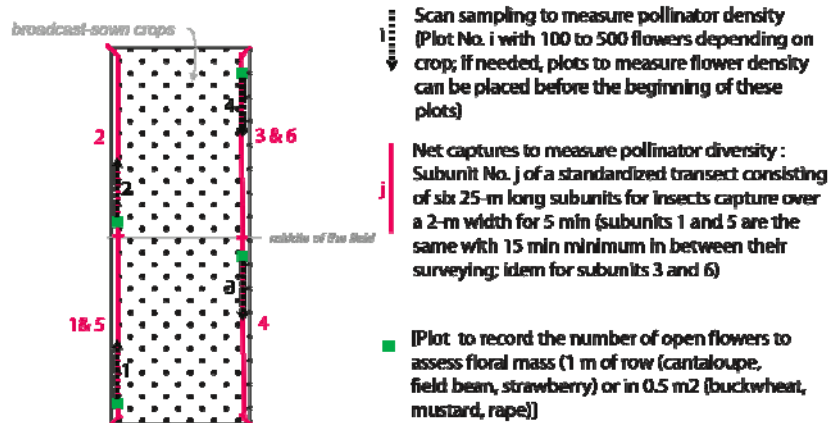 broadcast-sown crops
2
3 & 6
4
2
middle of the field
3
1& 5
4
1
i
Scan sampling to measure pollinator density
(Plot No. i with 100 to 500 flowers depending on
crop; if needed, plots to measure flower density
can be placed before the beginning of these
plots)
j
Net captures to measure pollinator diversity :
Subunit No. j of a standardized transect consisting
of six 25-m long subunits for insects capture over
a 2-m width for 5 min (subunits 1 and 5 are the
same with 15 min minimum in between their
surveying; idem for subunits 3 and 6)
[Plot to record the number of open flowers to
assess floral mass (1 m of row (cantaloupe,
field bean, strawberry) or in 0.5 m2 (buckwheat,
mustard, rape)]